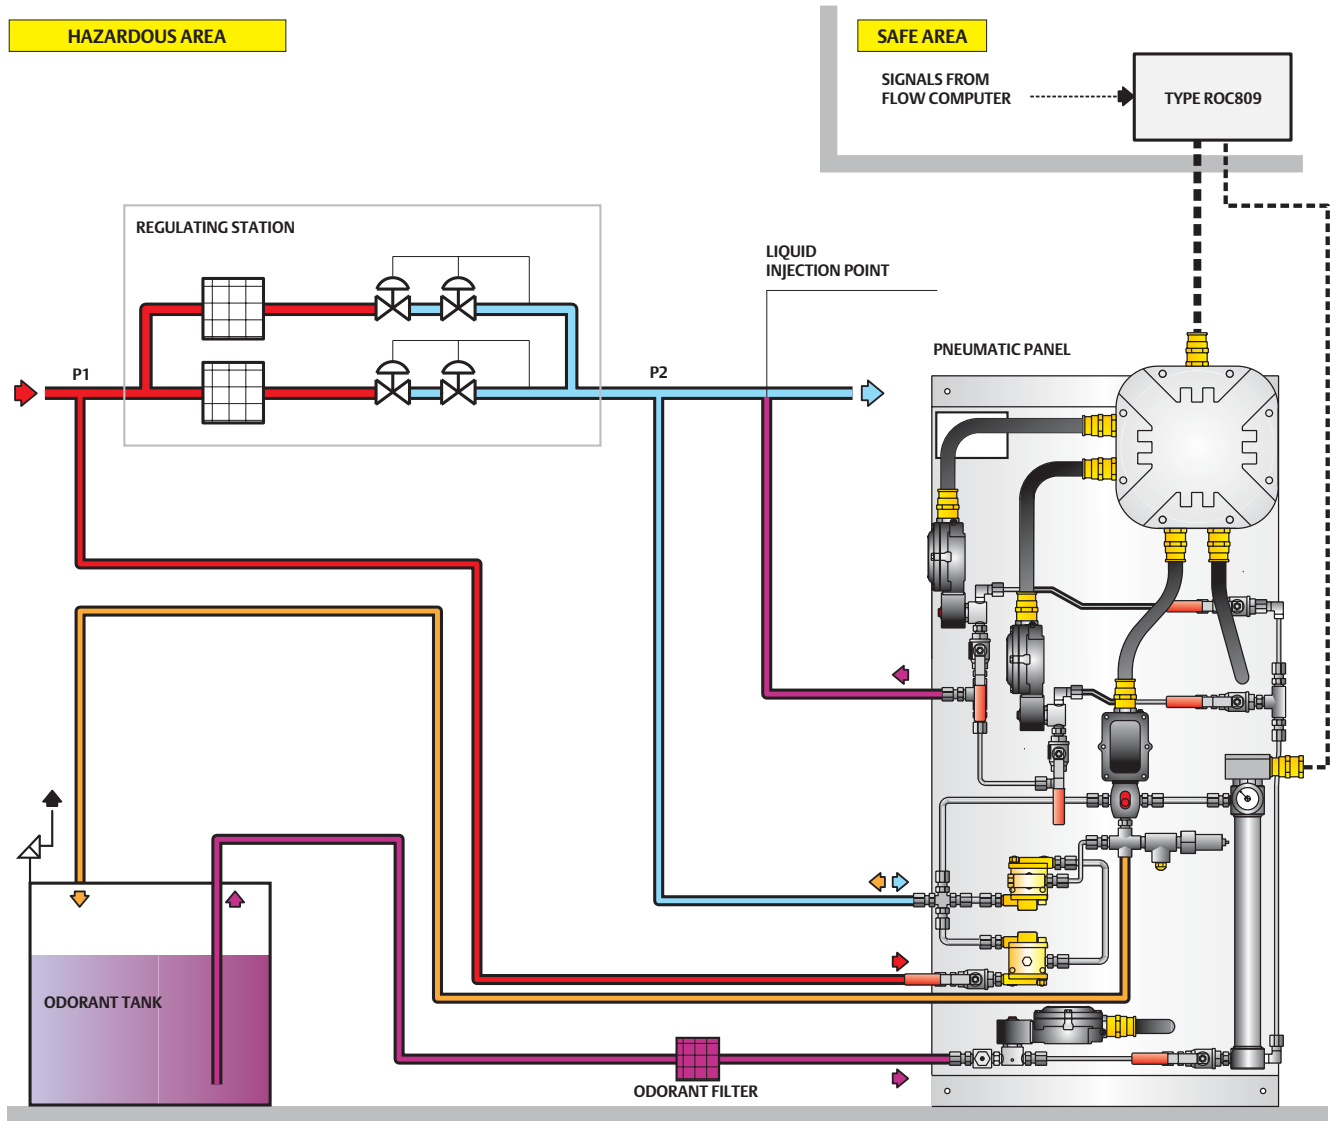 HAZARDOUS AREA
SAFE AREA
SIGNALS FROM
FLOW COMPUTER
TYPE ROC809
REGULATING STATION
LIQUID
INJECTION POINT
PNEUMATIC PANEL
P1
P2
ODORANT TANK
ODORANT FILTER